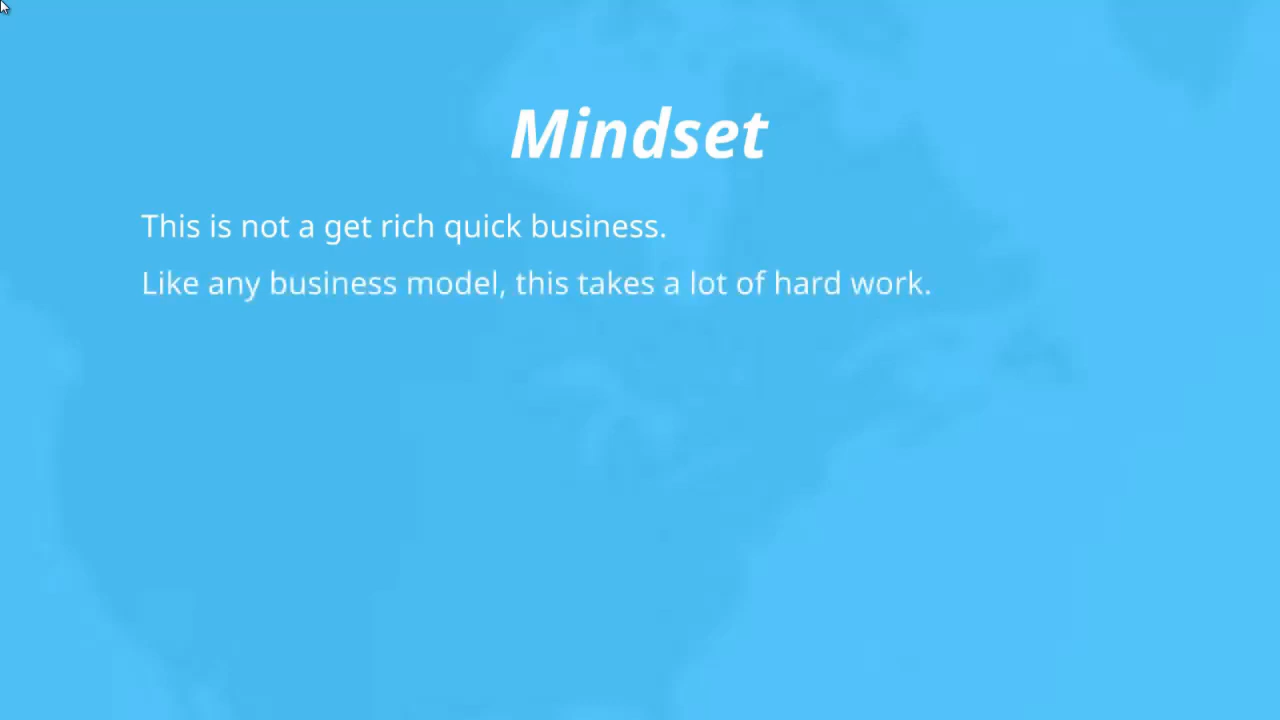 Mindset
This is not a get rich quick business.
Like any business model, this takes a lot of hard work.